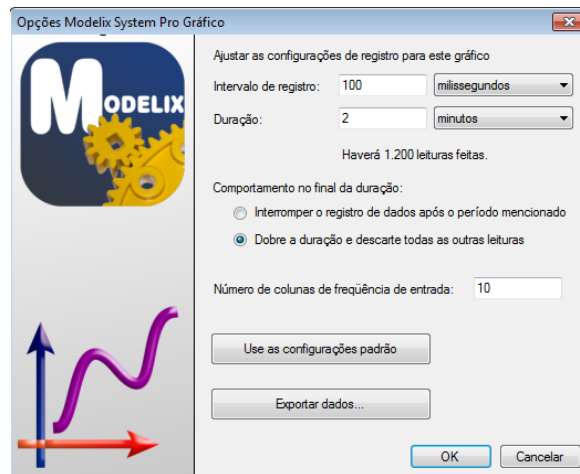 Opções Modelix System Pro Gráfico
MODELIX
Ajustar as configurações de registro para este gráfico
Intervalo de registro: 100 milissegundos
Duração: 2 minutos
Haverá 1.200 leituras feitas.
Comportamento no final da duração:
Interromper o registro de dados após o período mencionado
Dobre a duração e descarte todas as outras leituras
Número de colunas de freqüência de entrada: 10
Use as configurações padrão
Exportar dados...
OK Cancelar